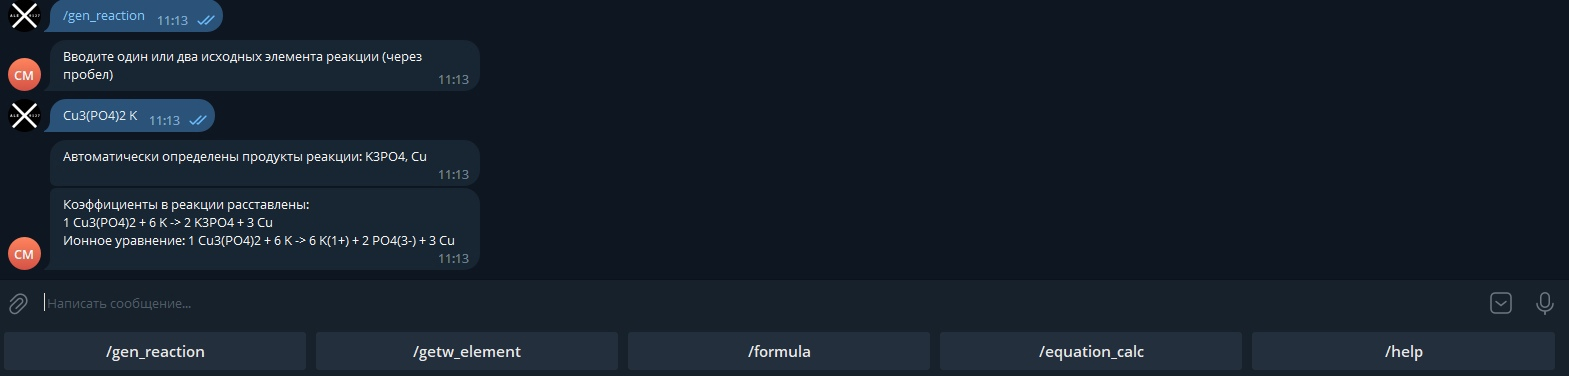 /gen_reaction 11:13
Вводите один или два исходных элемента реакции (через
пробел)
11:13
CM
Cu3(PO4)2 K 11:13
Автоматически определены продукты реакции: K3PO4, Cu
11:13
Коэффициенты в реакции расставлены:
1 Cu3(PO4)2 + 6 K -> 2 K3PO4 + 3 Cu
Ионное уравнение: 1 Cu3(PO4)2 + 6 K -> 6 K(1+) + 2 PO4(3-) + 3 Cu
11:13
CM
Написать сообщение...
/gen_reaction /getw_element /formula /equation_calc /help